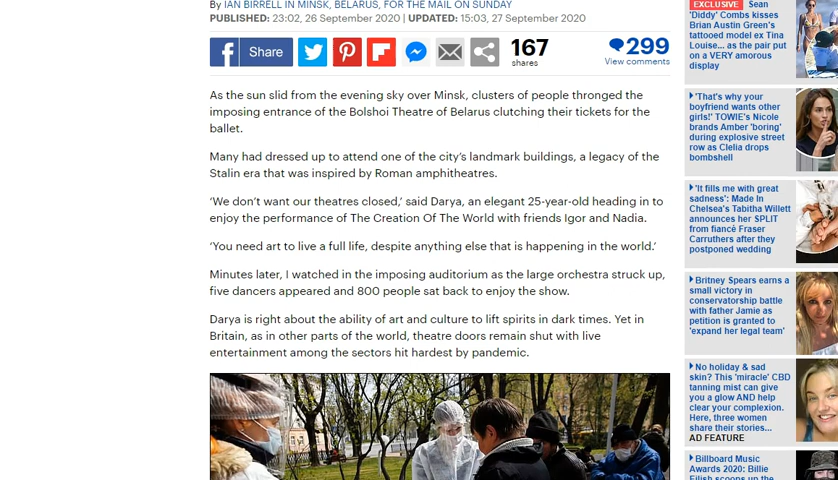 By IAN BIRRELL IN MINSK, BELARUS, FOR THE MAIL ON SUNDAY
PUBLISHED: 23:02, 26 September 2020 | UPDATED: 15:03, 27 September 2020
f Share
167
shares
299
View comments
As the sun slid from the evening sky over Minsk, clusters of people thronged the
imposing entrance of the Bolshoi Theatre of Belarus clutching their tickets for the
ballet.
Many had dressed up to attend one of the city's landmark buildings, a legacy of the
Stalin era that was inspired by Roman amphitheatres.
‘We don’t want our theatres closed,’ said Darya, an elegant 25-year-old heading in to
enjoy the performance of The Creation Of The World with friends Igor and Nadia.
‘You need art to live a full life, despite anything else that is happening in the world.’
Minutes later, I watched in the imposing auditorium as the large orchestra struck up,
five dancers appeared and 800 people sat back to enjoy the show.
Darya is right about the ability of art and culture to lift spirits in dark times. Yet in
Britain, as in other parts of the world, theatre doors remain shut with live
entertainment among the sectors hit hardest by pandemic.
EXCLUSIVE Sean
'Diddy' Combs kisses
Brian Austin Green's
tattooed model ex Tina
Louise... as the pair put
on a VERY amorous
display
'That's why your
boyfriend wants other
girls!' TOWIE's Nicole
brands Amber 'boring'
during explosive street
row as Clelia drops
bombshell
'It fills me with great
sadness': Made In
Chelsea's Tabitha Willett
announces her SPLIT
from fiancé Fraser
Carruthers after they
postponed wedding
Britney Spears earns a
small victory in
conservatorship battle
with father Jamie as
petition is granted to
'expand her legal team'
No holiday & sad
skin? This 'miracle' CBD
tanning mist can give
you a glow AND help
clear your complexion.
Here, three women
share their stories...
AD FEATURE
Billboard Music
Awards 2020: Billie
Eilish scoops up the